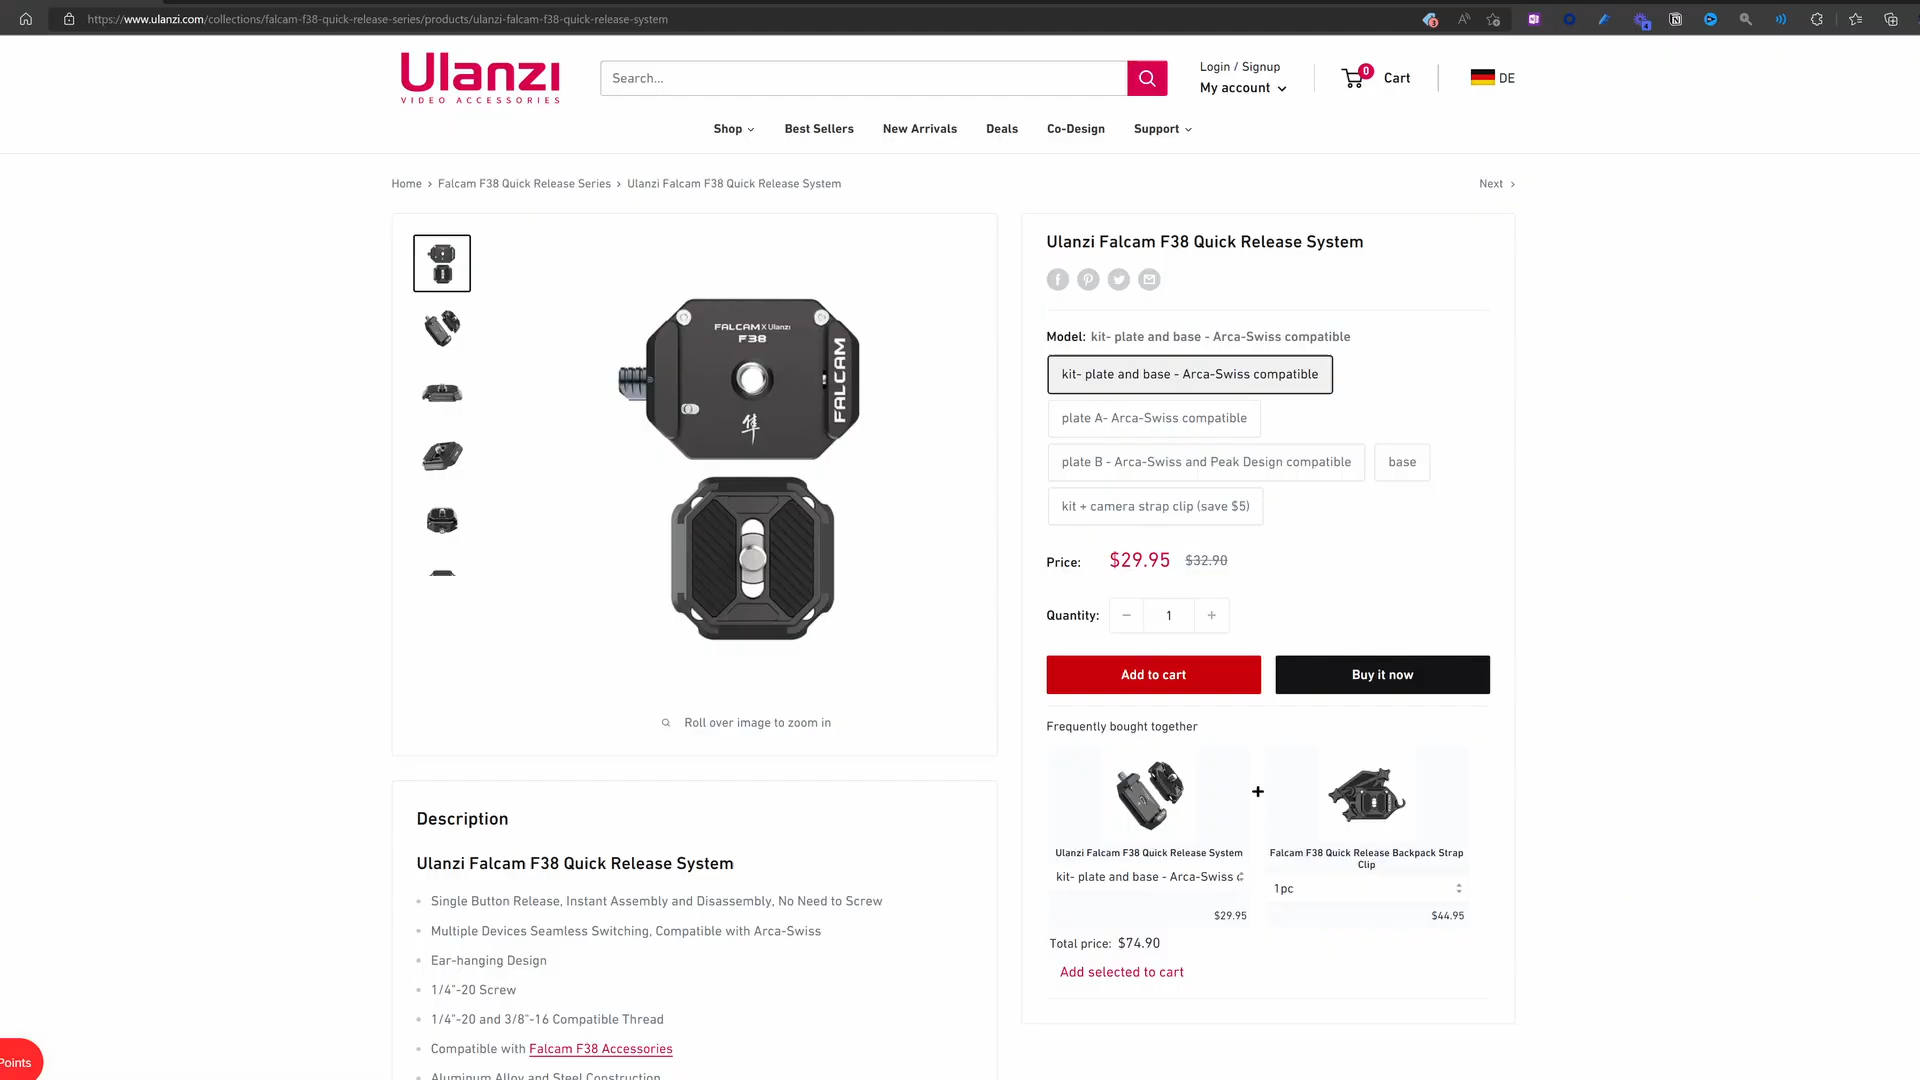 https://www.ulanzi.com/collections/falcam-f38-quick-release-series/products/ulanzi-falcam-f38-quick-release-system
Ulanzi
VIDEO ACCESSORIES
Search...
Login / Signup
My account
0
Cart
DE
Shop
Best Sellers
New Arrivals
Deals
Co-Design
Support
Home › Falcam F38 Quick Release Series › Ulanzi Falcam F38 Quick Release System
Next ›
FALCAM X Ulanzi
F38
FALCAM
隼
Roll over image to zoom in
Ulanzi Falcam F38 Quick Release System
Model: kit- plate and base - Arca-Swiss compatible
kit- plate and base - Arca-Swiss compatible
plate A- Arca-Swiss compatible
plate B - Arca-Swiss and Peak Design compatible
base
kit + camera strap clip (save $5)
Price: $29.95 $32.90
Quantity: − 1 +
Add to cart
Buy it now
Frequently bought together
+
Ulanzi Falcam F38 Quick Release System
kit- plate and base - Arca-Swiss
$29.95
Falcam F38 Quick Release Backpack Strap
Clip
1pc
$44.95
Total price: $74.90
Add selected to cart
Description
Ulanzi Falcam F38 Quick Release System
Single Button Release, Instant Assembly and Disassembly, No Need to Screw
Multiple Devices Seamless Switching, Compatible with Arca-Swiss
Ear-hanging Design
1/4"-20 Screw
1/4"-20 and 3/8"-16 Compatible Thread
Compatible with Falcam F38 Accessories
Aluminum Alloy and Steel Construction
Points